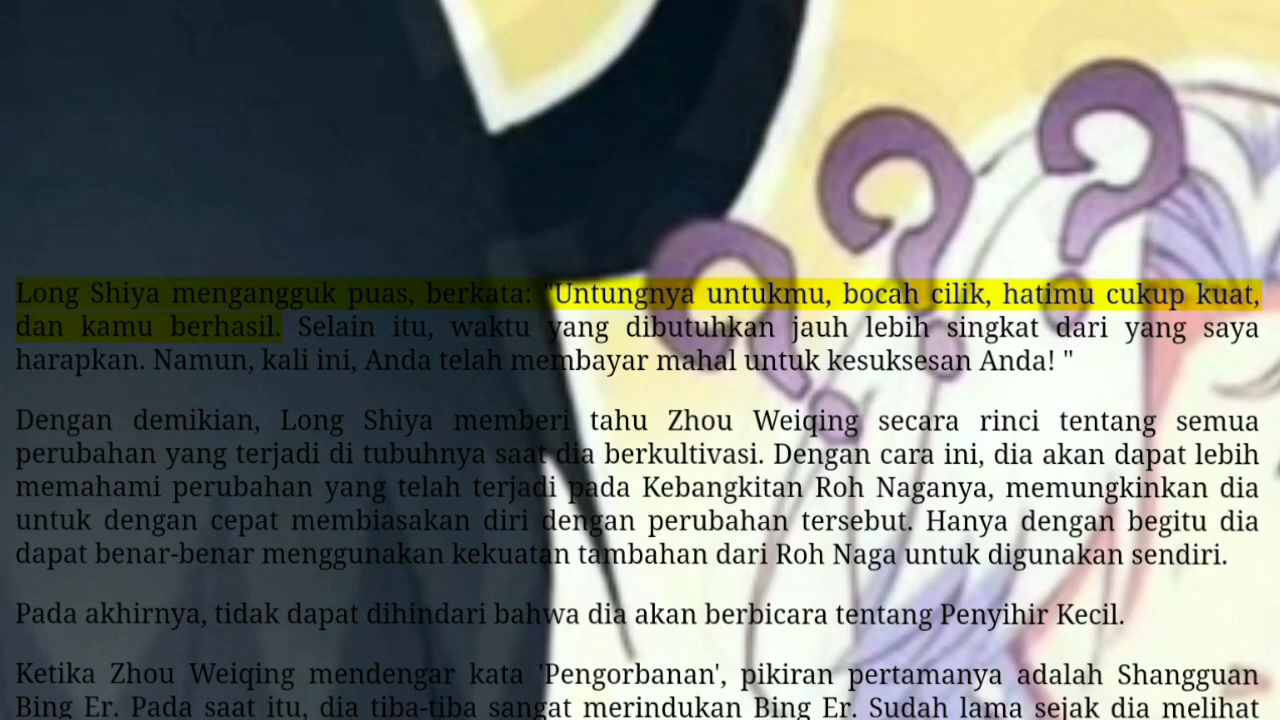 Long Shiya mengangguk puas, berkata: "Untungnya untukmu, bocah cilik, hatimu cukup kuat,
dan kamu berhasil. Selain itu, waktu yang dibutuhkan jauh lebih singkat dari yang saya
harapkan. Namun, kali ini, Anda telah membayar mahal untuk kesuksesan Anda! "
Dengan demikian, Long Shiya memberi tahu Zhou Weiqing secara rinci tentang semua
perubahan yang terjadi di tubuhnya saat dia berkultivasi. Dengan cara ini, dia akan dapat lebih
memahami perubahan yang telah terjadi pada Kebangkitan Roh Naganya, memungkinkan dia
untuk dengan cepat membiasakan diri dengan perubahan tersebut. Hanya dengan begitu dia
dapat benar-benar menggunakan kekuatan tambahan dari Roh Naga untuk digunakan sendiri.
Pada akhirnya, tidak dapat dihindari bahwa dia akan berbicara tentang Penyihir Kecil.
Ketika Zhou Weiqing mendengar kata 'Pengorbanan', pikiran pertamanya adalah Shangguan
Bing Er. Pada saat itu, dia tiba-tiba sangat merindukan Bing Er. Sudah lama sejak dia melihat
? ? ?